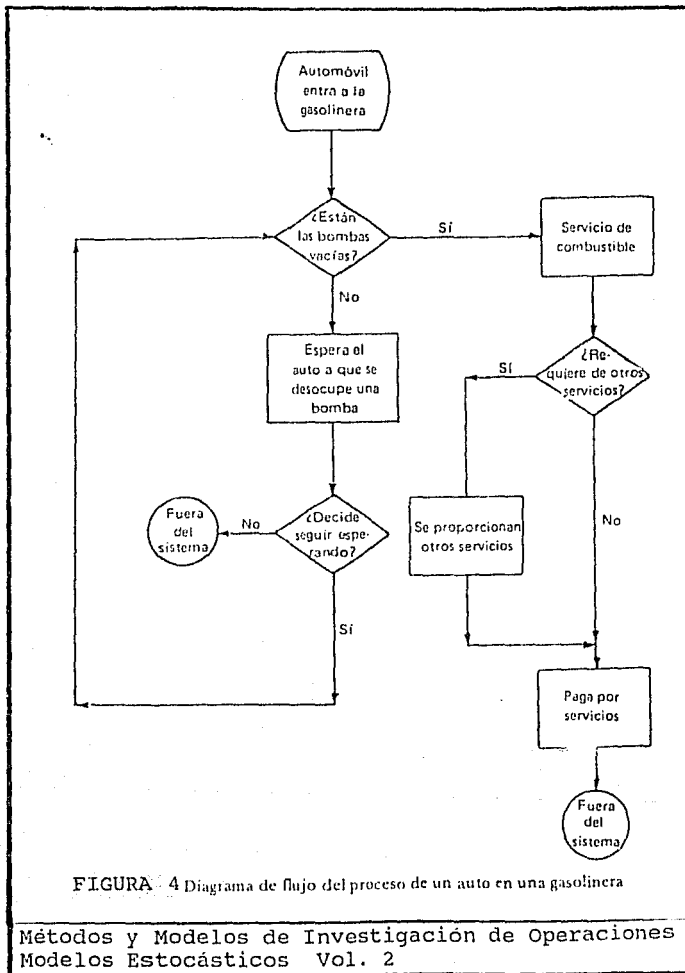 Automóvil
entra a la
gasolinera
¿Están
las bombas
vacías?
Sí
No
Servicio de
combustible
Espera el
auto a que se
desocupe una
bomba
¿Re-
quiere de otros
servicios?
Sí
No
Fuera
del
sistema
No
¿Decide
seguir espe-
rando?
Sí
Se proporcionan
otros servicios
Paga por
servicios
Fuera
del
sistema
FIGURA 4 Diagrama de flujo del proceso de un auto en una gasolinera
Métodos y Modelos de Investigación de Operaciones
Modelos Estocásticos Vol. 2